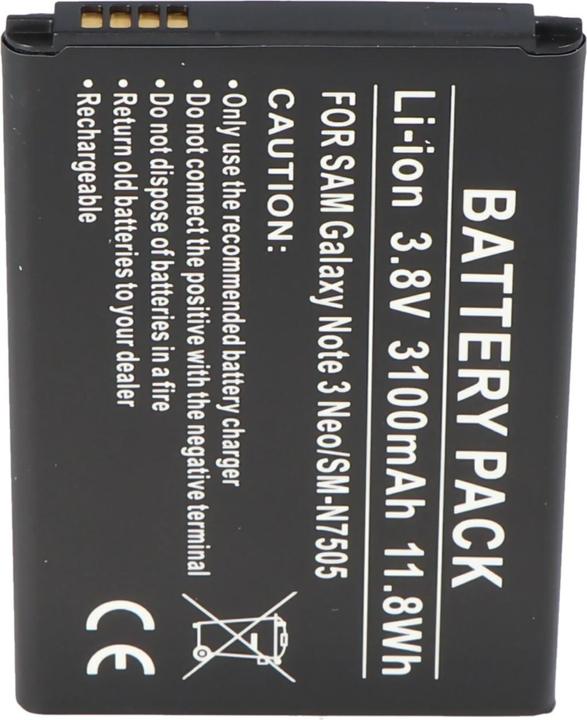 BATTERY PACK
Li-ion 3.8V 3100mAh 11.8Wh
FOR SAM Galaxy Note 3 Neo/SM-N7505
CAUTION:
•Only use the recommended battery charger
•Do not connect the positive with the negative terminal
•Do not dispose of batteries in a fire
•Return old batteries to your dealer
•Rechargeable
CE